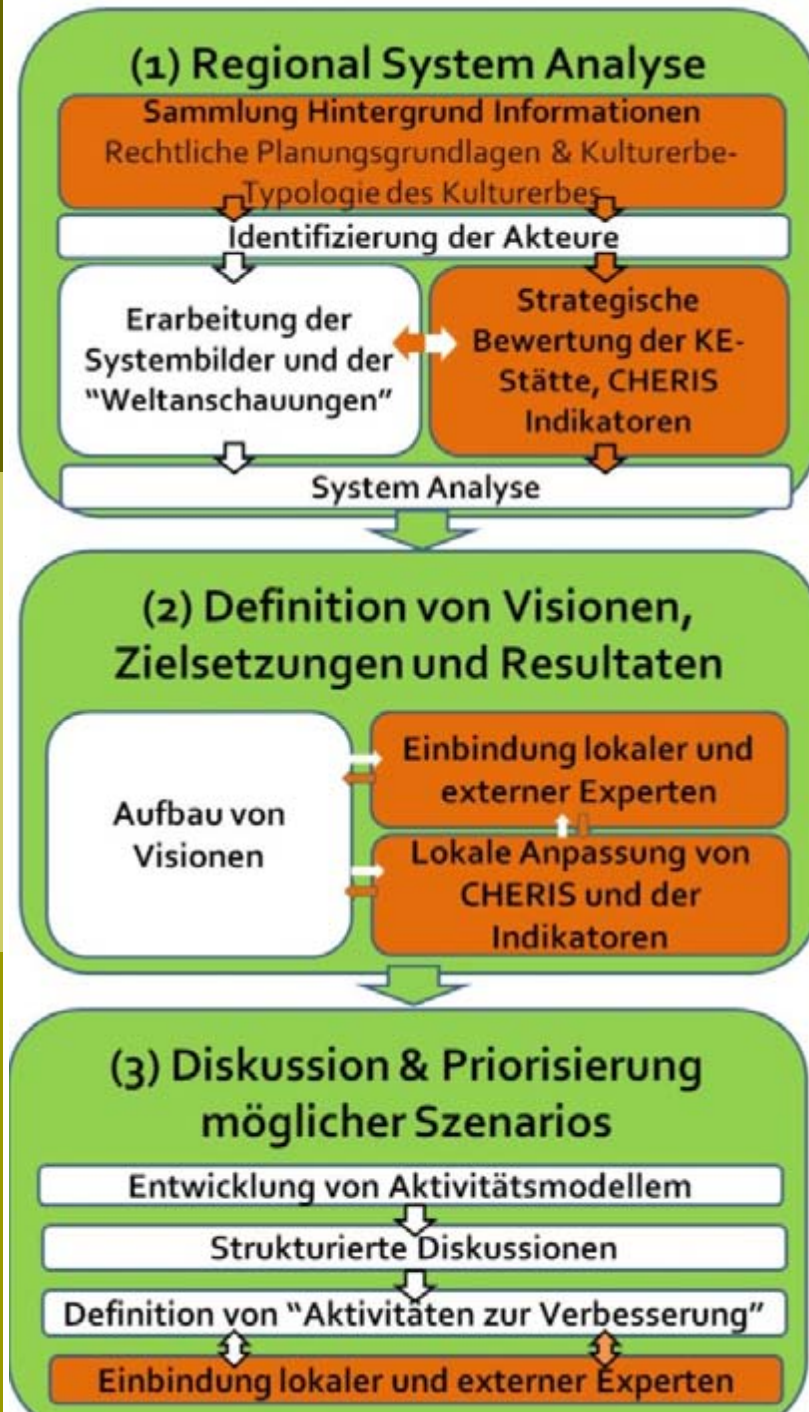 (1) Regional System Analyse
Sammlung Hintergrund Informationen
Rechtliche Planungsgrundlagen & Kulturerbe-
Typologie des Kulturerbes
Identifizierung der Akteure
Erarbeitung der
Systembilder und der
“Weltanschauungen”
Strategische
Bewertung der KE-
Stätte, CHERIS
Indikatoren
System Analyse
(2) Definition von Visionen,
Zielsetzungen und Resultaten
Aufbau von
Visionen
Einbindung lokaler und
externer Experten
Lokale Anpassung von
CHERIS und der
Indikatoren
(3) Diskussion & Priorisierung
möglicher Szenarios
Entwicklung von Aktivitätsmodellem
Strukturierte Diskussionen
Definition von “Aktivitäten zur Verbesserung”
Einbindung lokaler und externer Experten